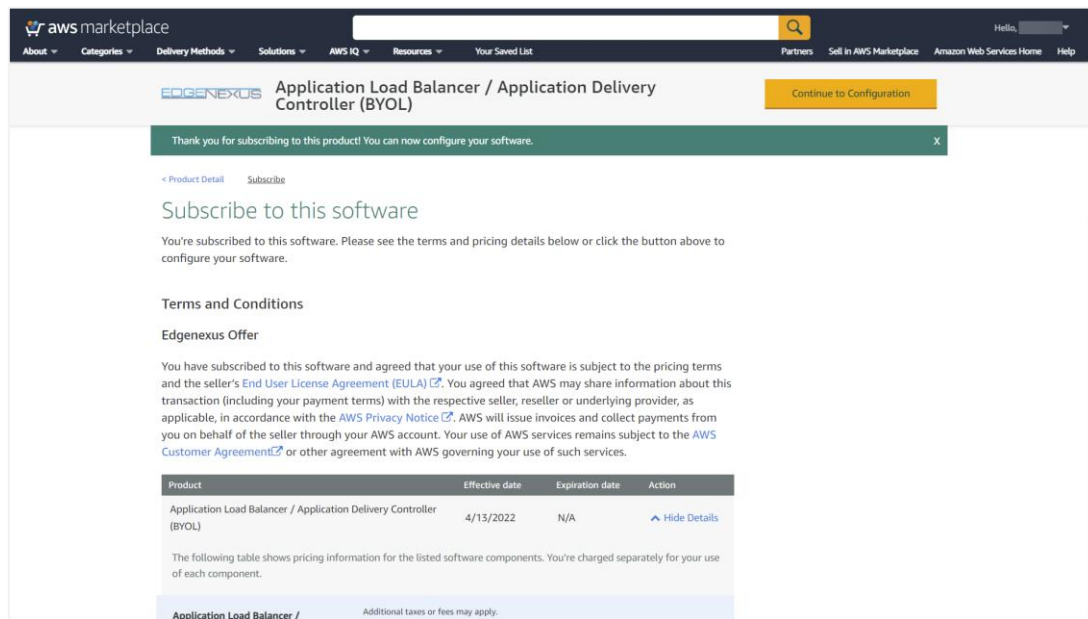 aws marketplace
Hello,
About Categories Delivery Methods Solutions AWS IQ Resources Your Saved List Partners Sell in AWS Marketplace Amazon Web Services Home Help
EDGENEXUS
Application Load Balancer / Application Delivery
Controller (BYOL)
Continue to Configuration
Thank you for subscribing to this product! You can now configure your software. X
< Product Detail Subscribe
Subscribe to this software
You're subscribed to this software. Please see the terms and pricing details below or click the button above to
configure your software.
Terms and Conditions
Edgenexus Offer
You have subscribed to this software and agreed that your use of this software is subject to the pricing terms
and the seller's End User License Agreement (EULA). You agreed that AWS may share information about this
transaction (including your payment terms) with the respective seller, reseller or underlying provider, as
applicable, in accordance with the AWS Privacy Notice. AWS will issue invoices and collect payments from
you on behalf of the seller through your AWS account. Your use of AWS services remains subject to the AWS
Customer Agreement or other agreement with AWS governing your use of such services.
Product Effective date Expiration date Action
Application Load Balancer / Application Delivery Controller
(BYOL) 4/13/2022 N/A Hide Details
The following table shows pricing information for the listed software components. You're charged separately for your use
of each component.
Application Load Balancer / Additional taxes or fees may apply.